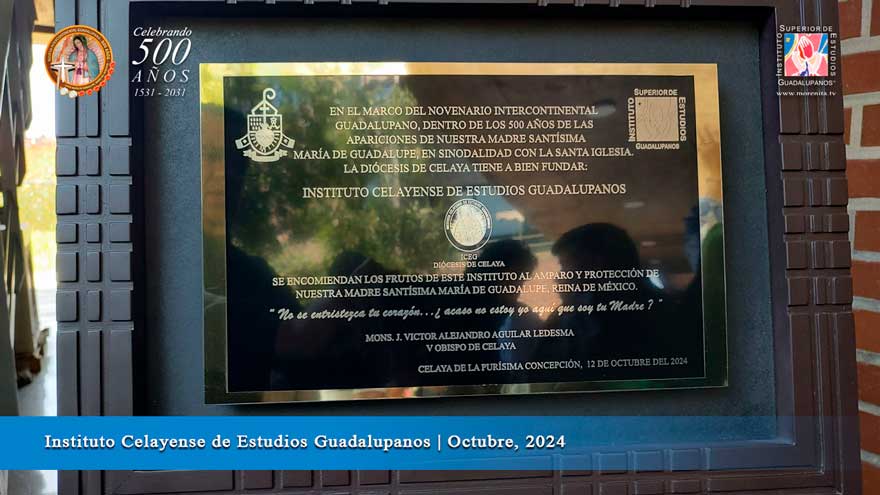 Celebrando
500
AÑOS
1531 - 2031
INSTITUTO SUPERIOR DE ESTUDIOS GUADALUPANOS
www.morenita.tv
EN EL MARCO DEL NOVENARIO INTERCONTINENTAL
GUADALUPANO, DENTRO DE LOS 500 AÑOS DE LAS
APARICIONES DE NUESTRA MADRE SANTÍSIMA
MARÍA DE GUADALUPE, EN SINODALIDAD CON LA SANTA IGLESIA.
LA DIÓCESIS DE CELAYA TIENE A BIEN FUNDAR:
INSTITUTO SUPERIOR DE ESTUDIOS GUADALUPANOS
INSTITUTO CELAYENSE DE ESTUDIOS GUADALUPANOS
ICEG
DIÓCESIS DE CELAYA
SE ENCOMIENDAN LOS FRUTOS DE ESTE INSTITUTO AL AMPARO Y PROTECCIÓN DE
NUESTRA MADRE SANTÍSIMA MARÍA DE GUADALUPE, REINA DE MÉXICO.
" No se entristezca tu corazón...¿ acaso no estoy yo aquí que soy tu Madre ? "
MONS. J. VICTOR ALEJANDRO AGUILAR LEDESMA
V OBISPO DE CELAYA
CELAYA DE LA PURÍSIMA CONCEPCIÓN, 12 DE OCTUBRE DEL 2024
Instituto Celayense de Estudios Guadalupanos | Octubre, 2024